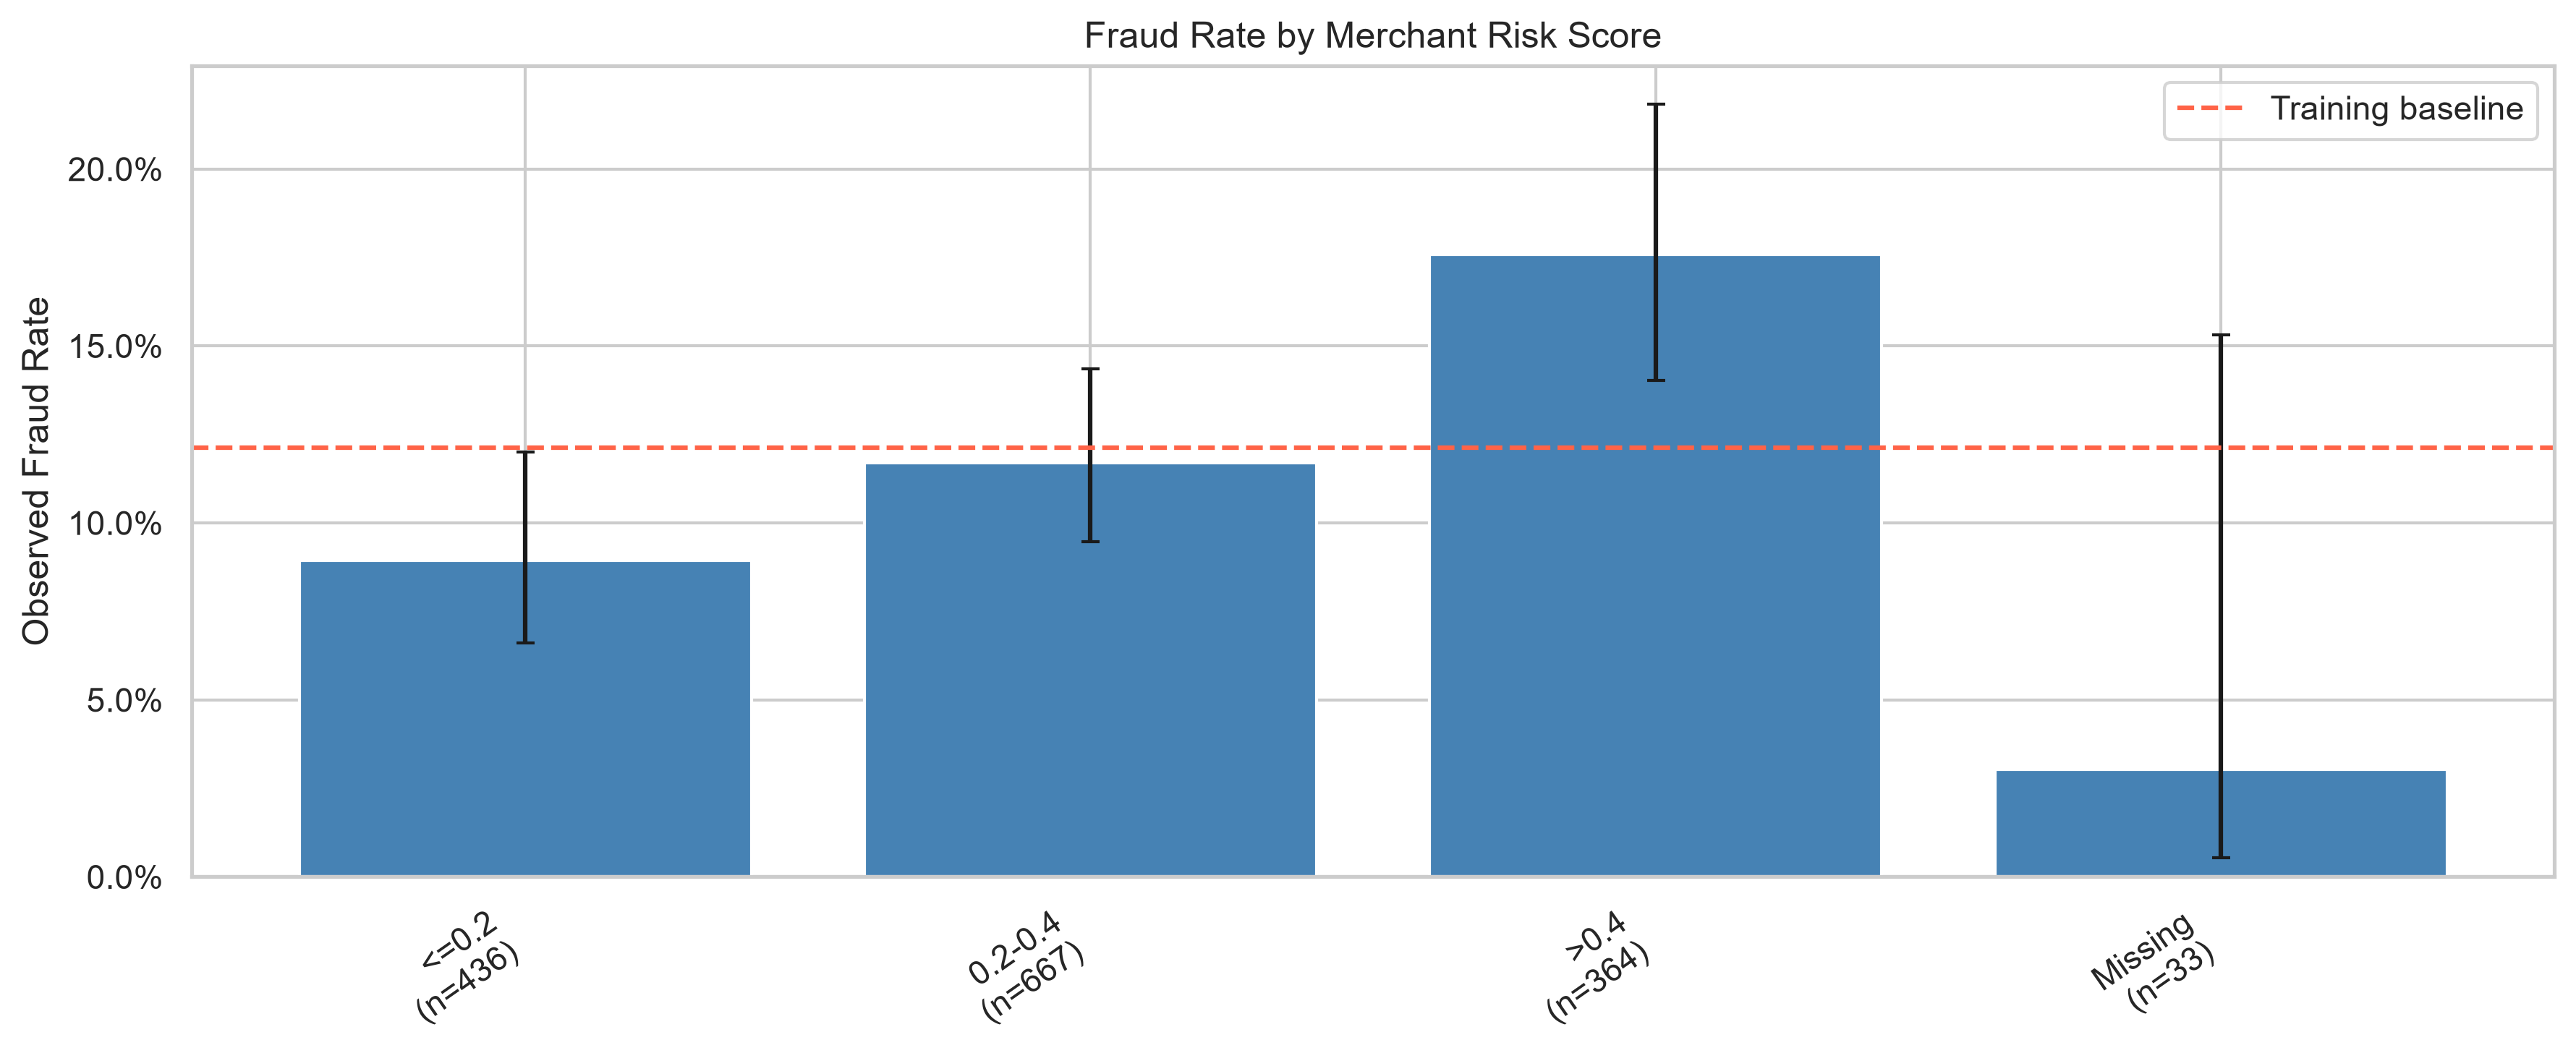 Fraud Rate by Merchant Risk Score
Training baseline
Observed Fraud Rate
20.0%
15.0%
10.0%
5.0%
0.0%
<=0.2
(n=436)
0.2-0.4
(n=667)
>0.4
(n=364)
Missing
(n=33)